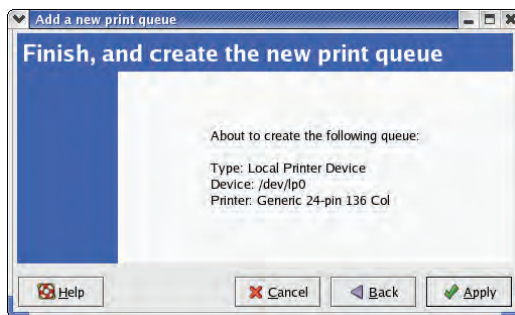 Add a new print queue
Finish, and create the new print queue
About to create the following queue:
Type: Local Printer Device
Device: /dev/lp0
Printer: Generic 24-pin 136 Col
Help
Cancel
Back
Apply